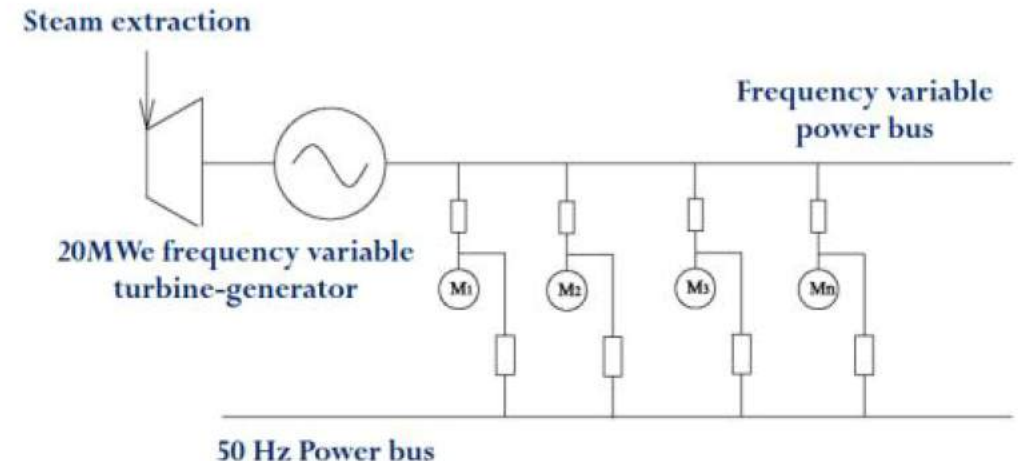 Steam extraction
Frequency variable
power bus
20MWe frequency variable
turbine-generator
M1
M2
M3
Mn
50 Hz Power bus